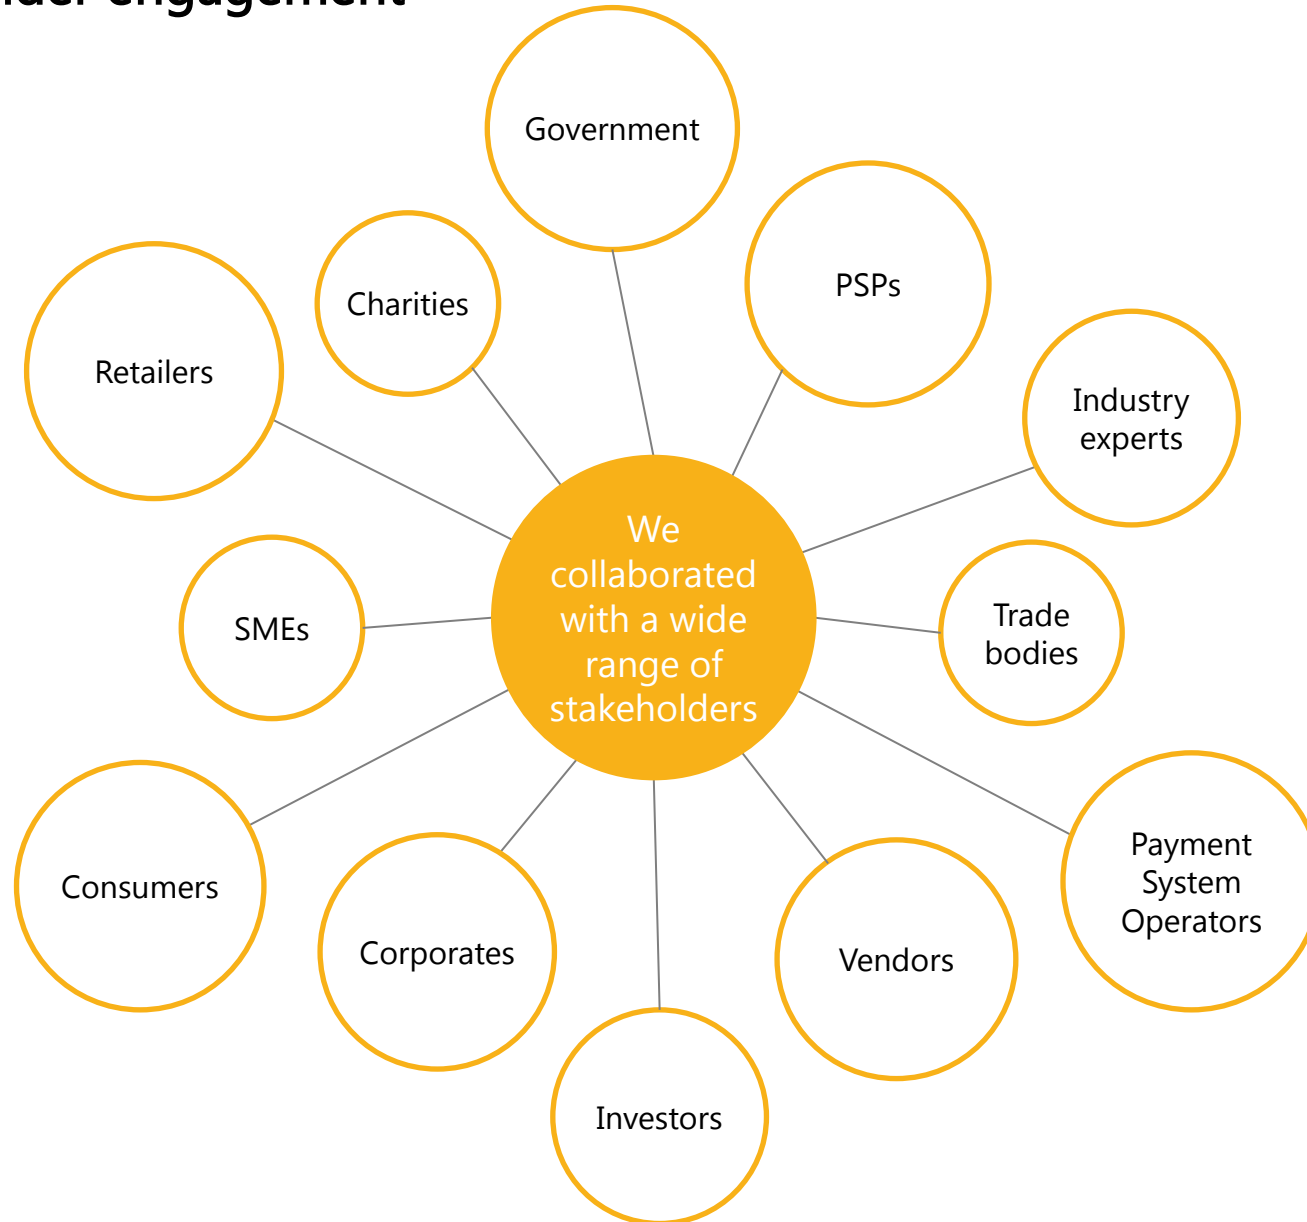 engagement
Government
PSPs
Charities
Retailers
Industry
experts
We
collaborated
with a wide
range of
stakeholders
SMEs
Trade
bodies
Payment
System
Operators
Consumers
Corporates
Vendors
Investors